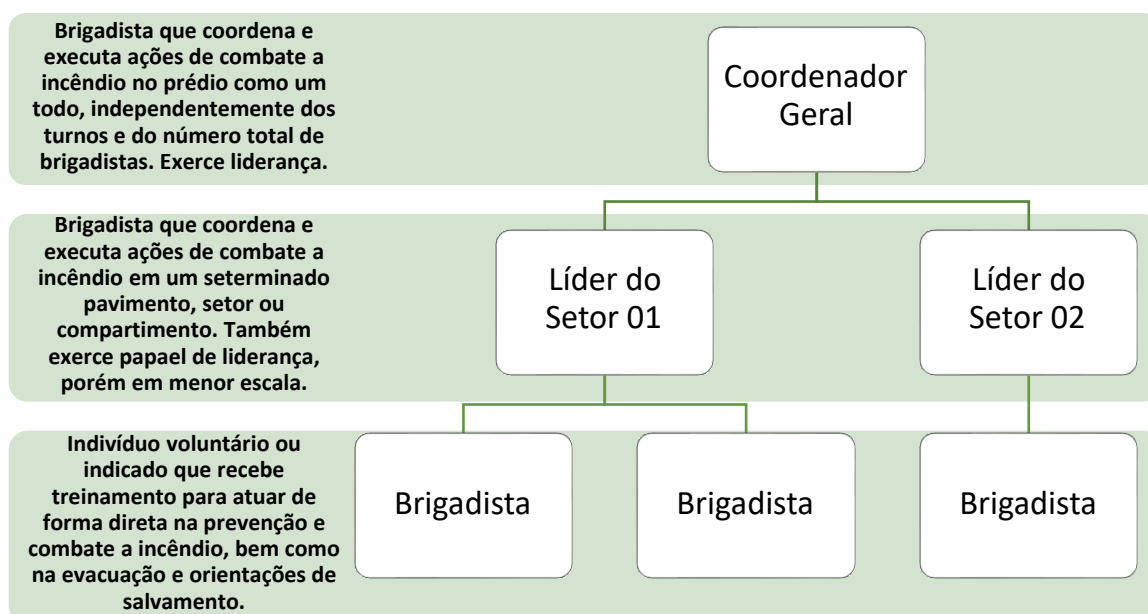 Brigadista que coordena e
executa ações de combate a
incêndio no prédio como um
todo, independentemente dos
turnos e do número total de
brigadistas. Exerce liderança.
Coordenador
Geral
Brigadista que coordena e
executa ações de combate a
incêndio em um seterminado
pavimento, setor ou
compartimento. Também
exerce papael de liderança,
porém em menor escala.
Líder do
Setor 01
Líder do
Setor 02
Indivíduo voluntário ou
indicado que recebe
treinamento para atuar de
forma direta na prevenção e
combate a incêndio, bem como
na evacuação e orientações de
salvamento.
Brigadista
Brigadista
Brigadista